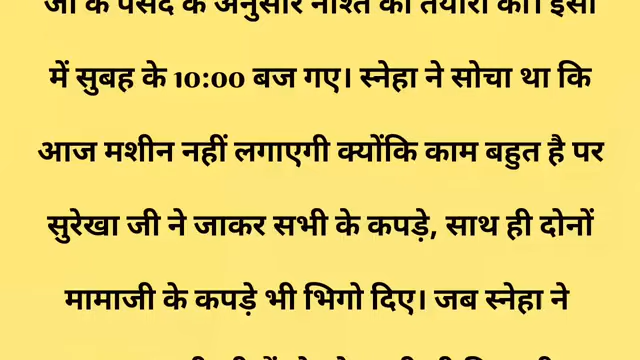 जी के पसंद के अनुसार नाश्ते की तैयारी की। इसी
में सुबह के 10:00 बज गए। स्नेहा ने सोचा था कि
आज मशीन नहीं लगाएगी क्योंकि काम बहुत है पर
सुरेखा जी ने जाकर सभी के कपड़े, साथ ही दोनों
मामाजी के कपड़े भी भिगो दिए। जब स्नेहा ने